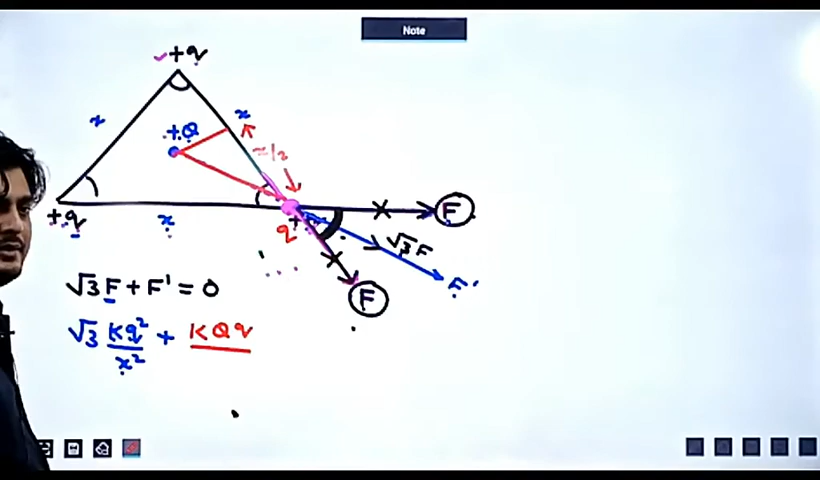 Note
+q
x
x
+Q
x/2
+q
x
+
q
F
√3F
F'
F
√3F + F' = 0
√3 Kq²/x² + KQq